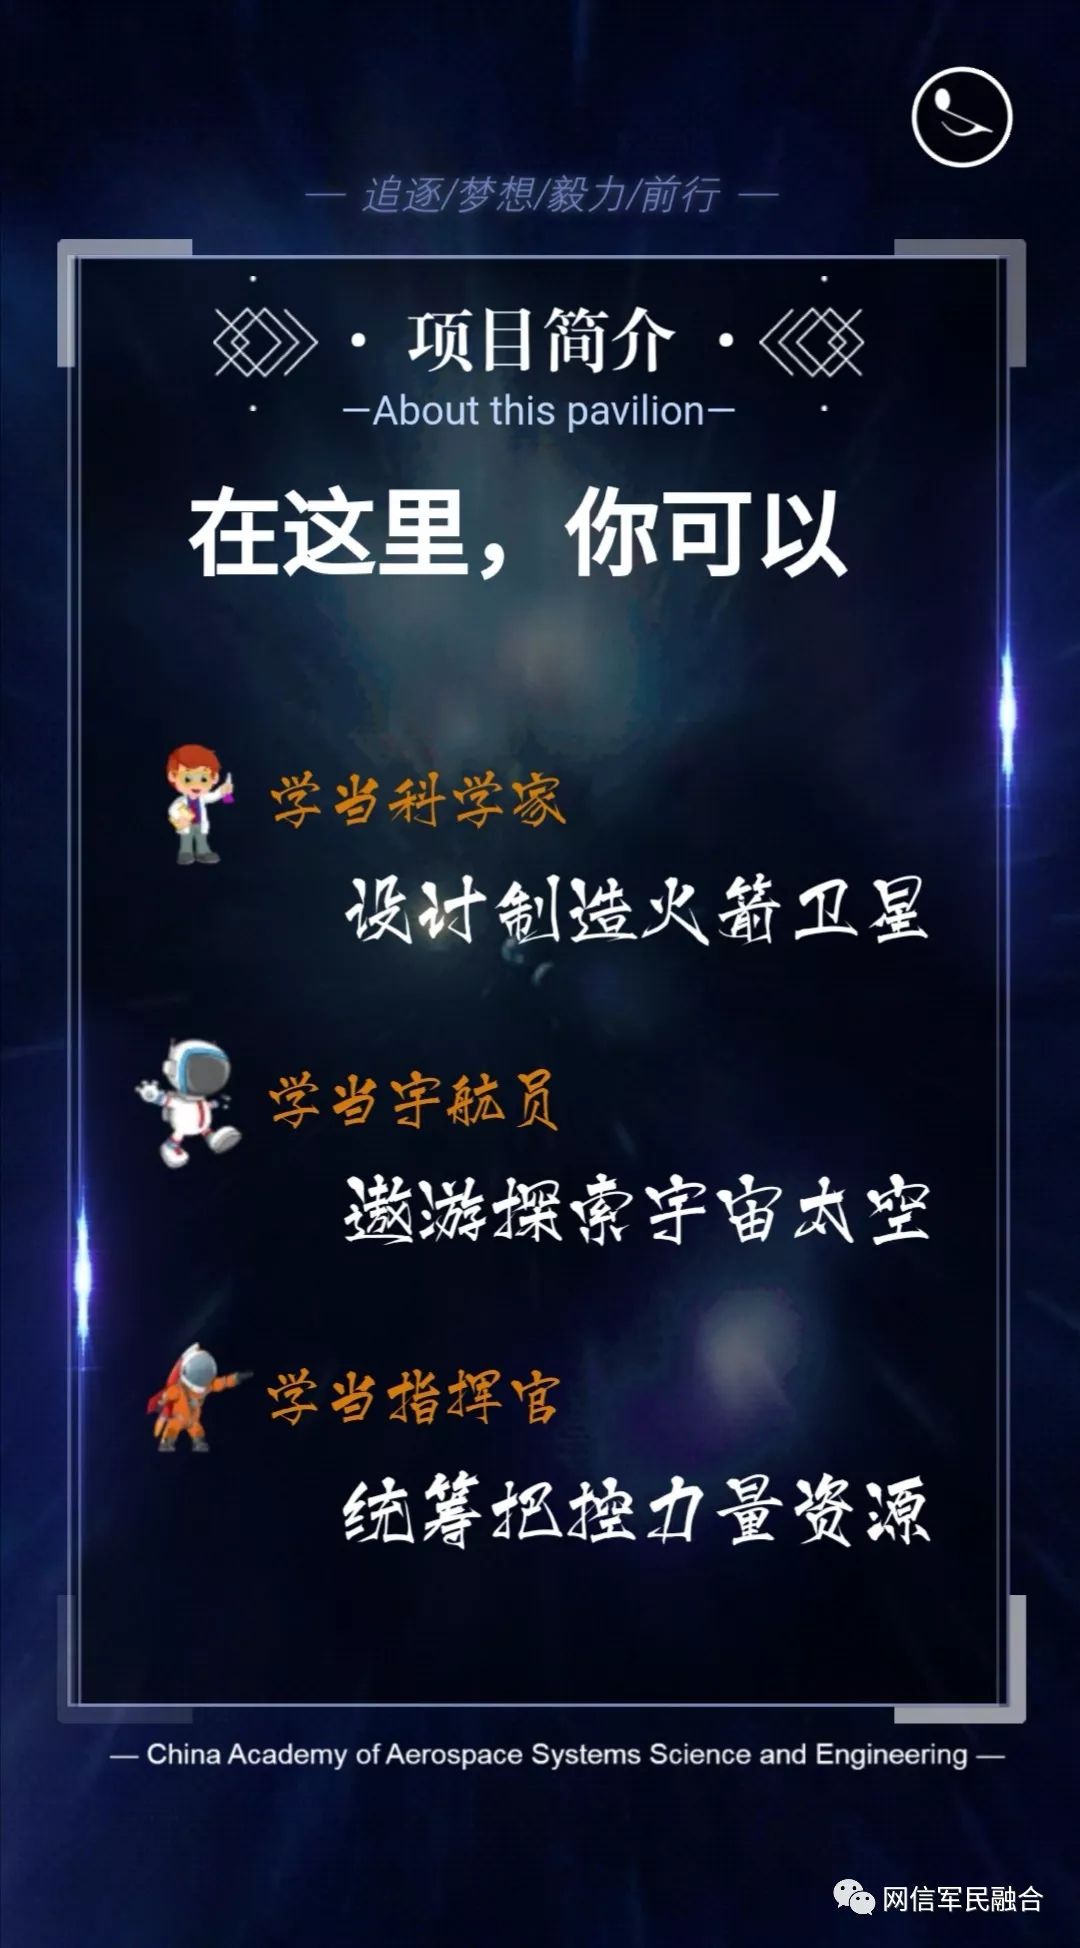 — 追逐/梦想/毅力/前行 —
· 项目简介 ·
—About this pavilion—
在这里，你可以
学当科学家
设计制造火箭卫星
学当宇航员
遨游探索宇宙太空
学当指挥官
统筹把控力量资源
— China Academy of Aerospace Systems Science and Engineering —
网信军民融合